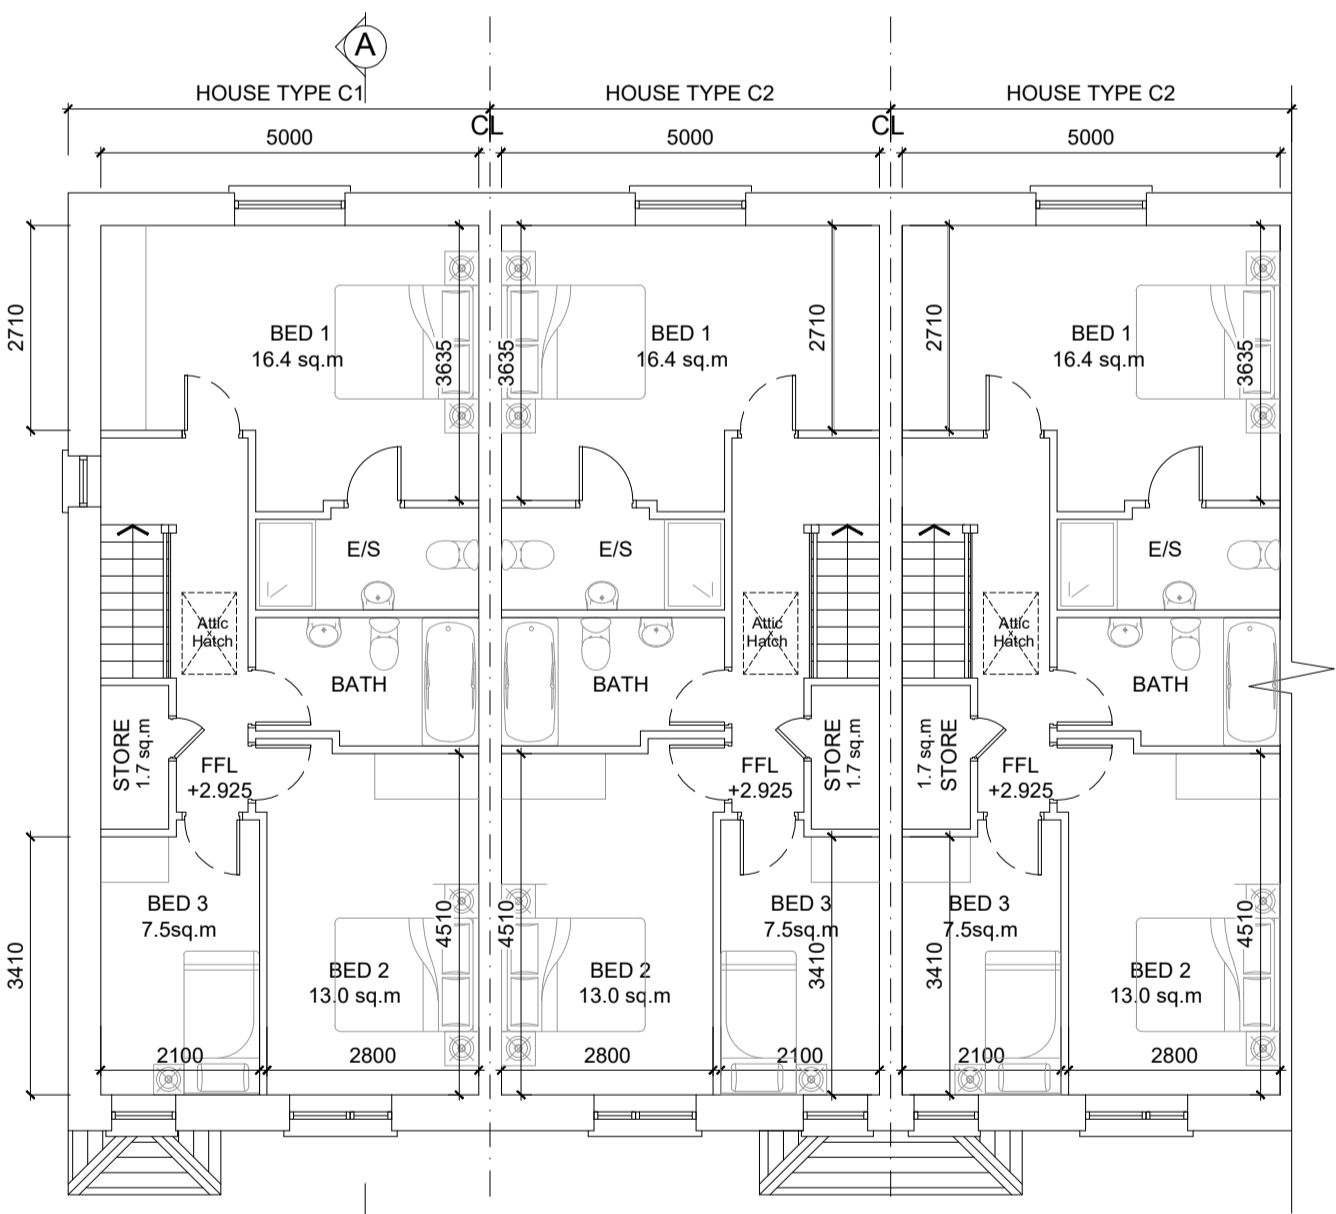 A
HOUSE TYPE C1
HOUSE TYPE C2
HOUSE TYPE C2
CL
CL
5000
5000
5000
2710
BED 1
16.4 sq.m
3635
3635
BED 1
16.4 sq.m
2710
2710
BED 1
16.4 sq.m
3635
E/S
E/S
E/S
Attic
x
Hatch
Attic
x
Hatch
Attic
x
Hatch
BATH
BATH
BATH
STORE
1.7 sq.m
FFL
+2.925
FFL
+2.925
STORE
1.7 sq.m
1.7 sq.m
STORE
FFL
+2.925
3410
BED 3
7.5sq.m
BED 2
13.0 sq.m
4510
4510
BED 2
13.0 sq.m
BED 3
7.5sq.m
3410
3410
BED 3
7.5sq.m
BED 2
13.0 sq.m
4510
2100
2800
2800
2100
2100
2800